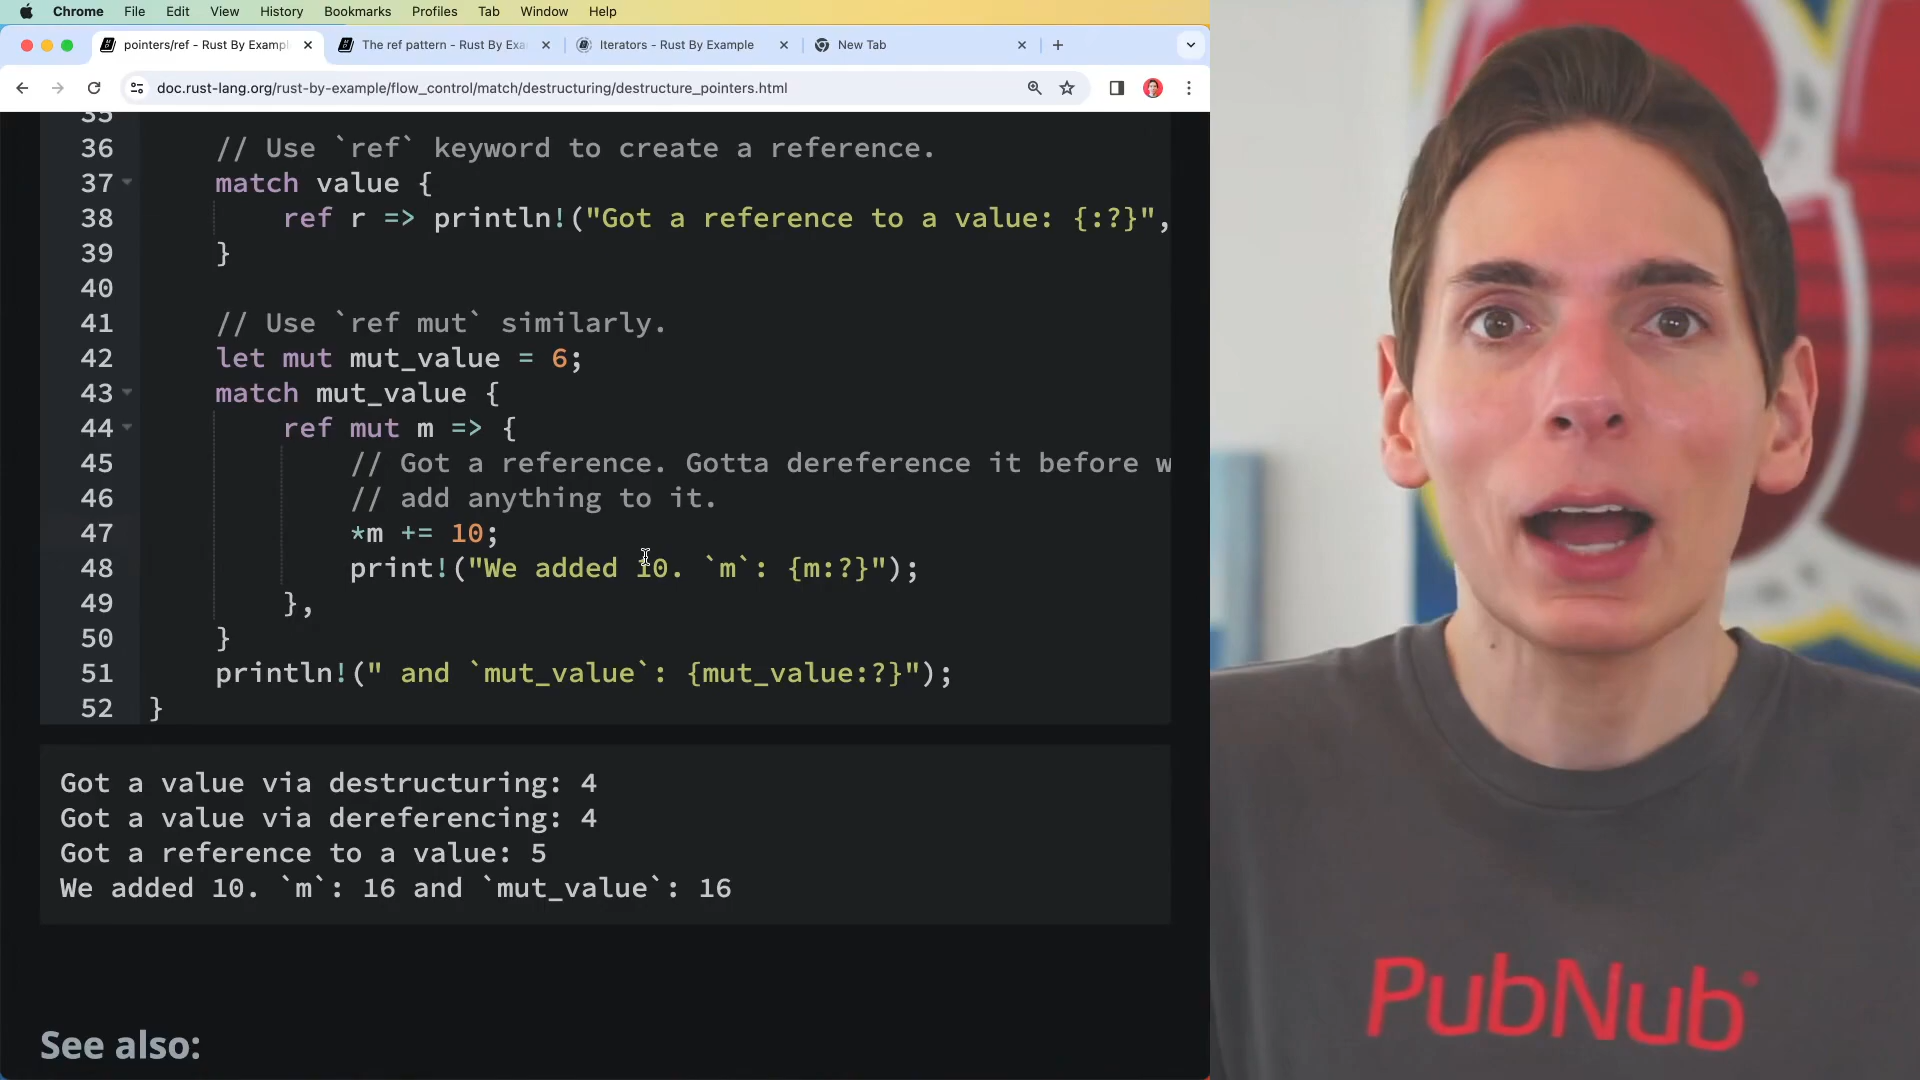 Chrome File Edit View History Bookmarks Profiles Tab Window Help
pointers/ref - Rust By Exampl The ref pattern - Rust By Exa Iterators - Rust By Example New Tab
doc.rust-lang.org/rust-by-example/flow_control/match/destructuring/destructure_pointers.html
35
36 // Use `ref` keyword to create a reference.
37 match value {
38 ref r => println!("Got a reference to a value: {:?}",
39 }
40
41 // Use `ref mut` similarly.
42 let mut mut_value = 6;
43 match mut_value {
44 ref mut m => {
45 // Got a reference. Gotta dereference it before w
46 // add anything to it.
47 *m += 10;
48 print!("We added 10. `m`: {m:?}");
49 },
50 }
51 println!(" and `mut_value`: {mut_value:?}");
52 }
Got a value via destructuring: 4
Got a value via dereferencing: 4
Got a reference to a value: 5
We added 10. `m`: 16 and `mut_value`: 16
See also:
PubNub